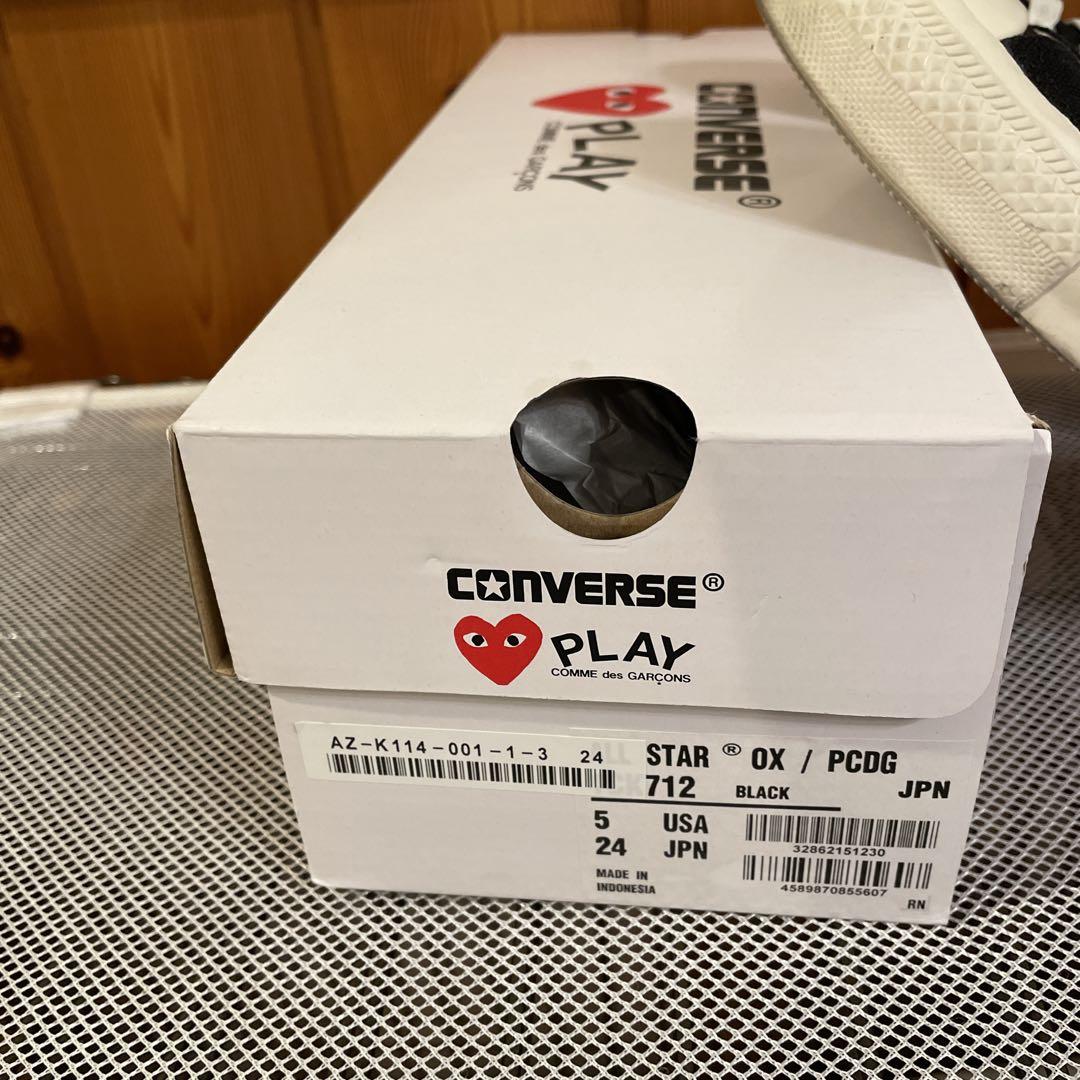 CONVERSE®
PLAY
COMME des GARÇONS
CONVERSE®
PLAY
COMME des GARÇONS
AZ-K114-001-1-3 24
STAR ® OX / PCDG
712 BLACK JPN
5 USA
24 JPN
32862151230
MADE IN
INDONESIA
4589870855607
RN